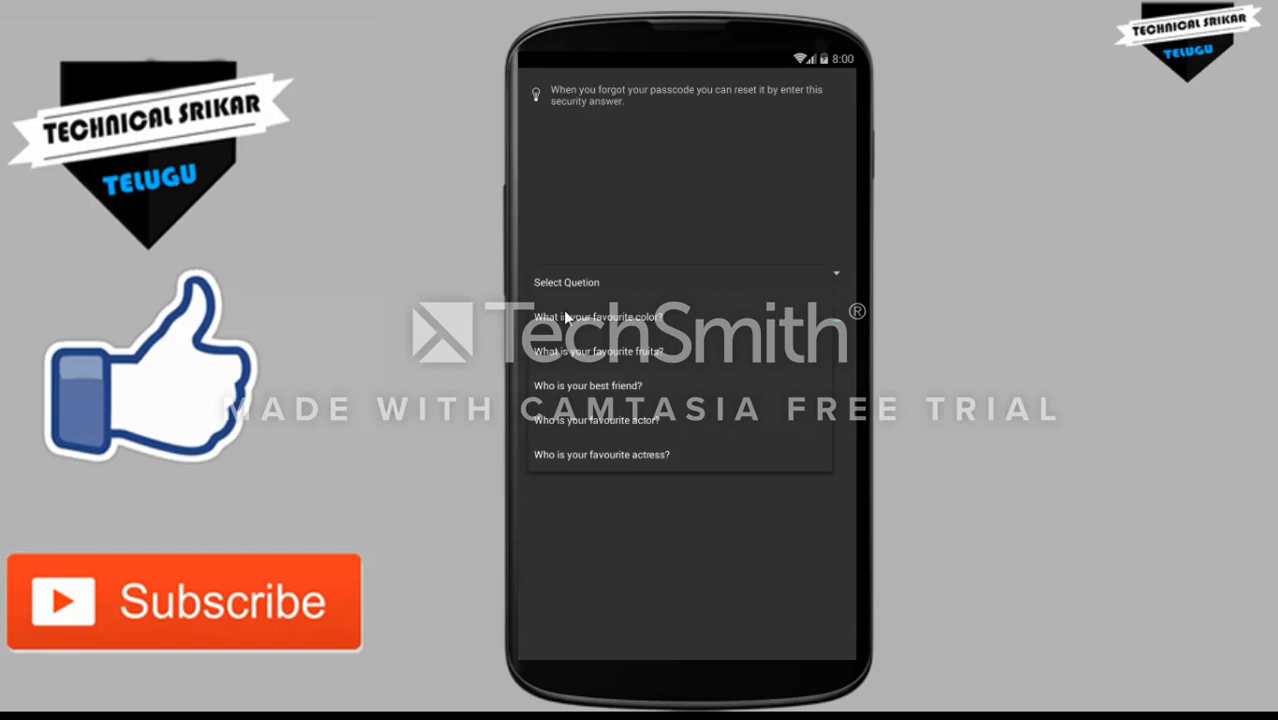 TECHNICAL SRIKAR
TELUGU
TECHNICAL SRIKAR
TELUGU
8:00
When you forgot your passcode you can reset it by enter this
security answer.
Select Quetion
What is your favourite color?
What is your favourite fruits?
Who is your best friend?
Who is your favourite actor?
Who is your favourite actress?
TechSmith®
MADE WITH CAMTASIA FREE TRIAL
Subscribe